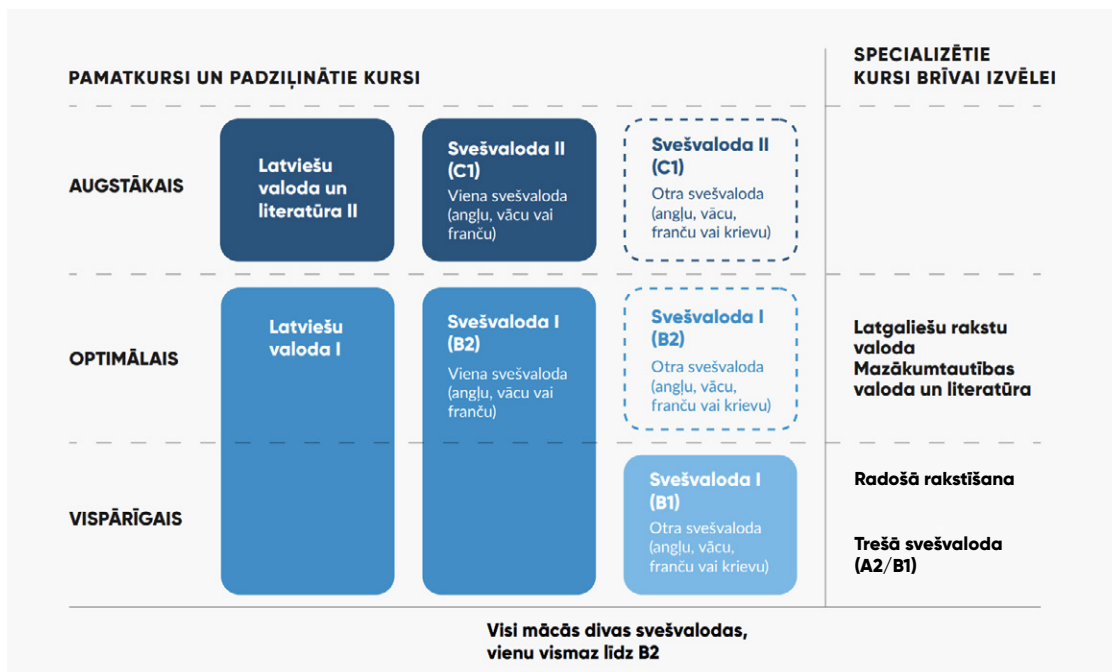 PAMATKURSI UN PADZIĻINĀTIE KURSI
SPECIALIZĒTIE
KURSI BRĪVAI IZVĒLEI
AUGSTĀKAIS
Latviešu
valoda un
literatūra II
Svešvaloda II
(C1)
Viena svešvaloda
(angļu, vācu vai
franču)
Svešvaloda II
(C1)
Otra svešvaloda
(angļu, vācu,
franču vai krievu)
OPTIMĀLAIS
Latviešu
valoda I
Svešvaloda I
(B2)
Viena svešvaloda
(angļu, vācu vai
franču)
Svešvaloda I
(B2)
Otra svešvaloda
(angļu, vācu,
franču vai krievu)
Latgaliešu rakstu
valoda
Mazākumtautības
valoda un literatūra
VISPĀRĪGAIS
Svešvaloda I
(B1)
Otra svešvaloda
(angļu, vācu,
franču vai krievu)
Radošā rakstīšana
Trešā svešvaloda
(A2/B1)
Visi mācās divas svešvalodas,
vienu vismaz līdz B2